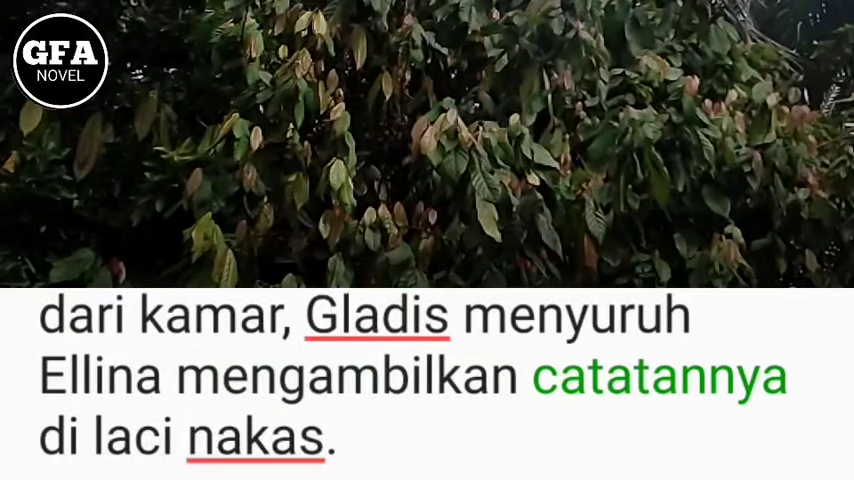 GFA
NOVEL
dari kamar, Gladis menyuruh
Ellina mengambilkan catatannya
di laci nakas.